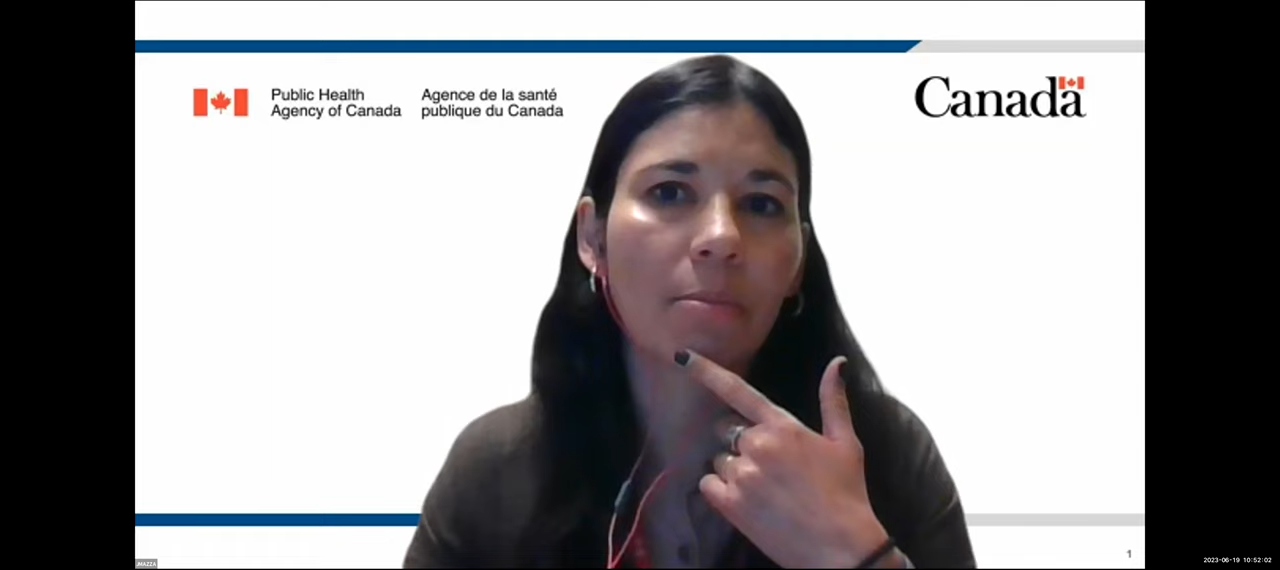 Public Health
Agency of Canada
Agence de la santé
publique du Canada
Canada
1
2023-06-19 10:52:02